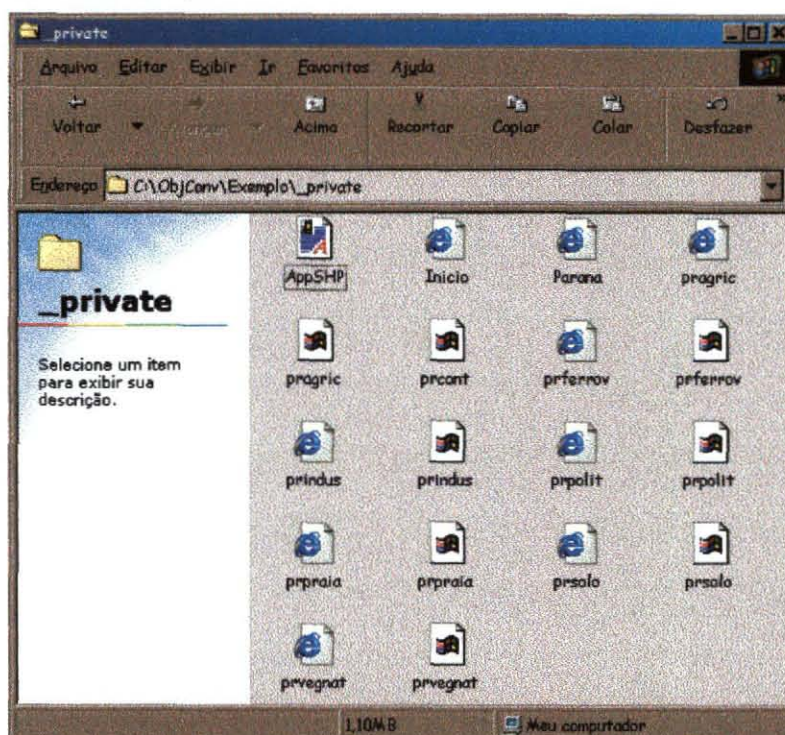 _private
Arquivo Editar Exibir Ir Favoritos Ajuda
Voltar Acima Recortar Copiar Colar Desfazer »
Endereço C:\ObjConv\Exemplo\_private
_private
Selecione um item
para exibir sua
descrição.
AppSHP Inicio Parana pragric
pragric prcont prferrov prferrov
prindus prindus prpolit prpolit
prpraia prpraia prsolo prsolo
prvegnat prvegnat
1,10MB Meu computador